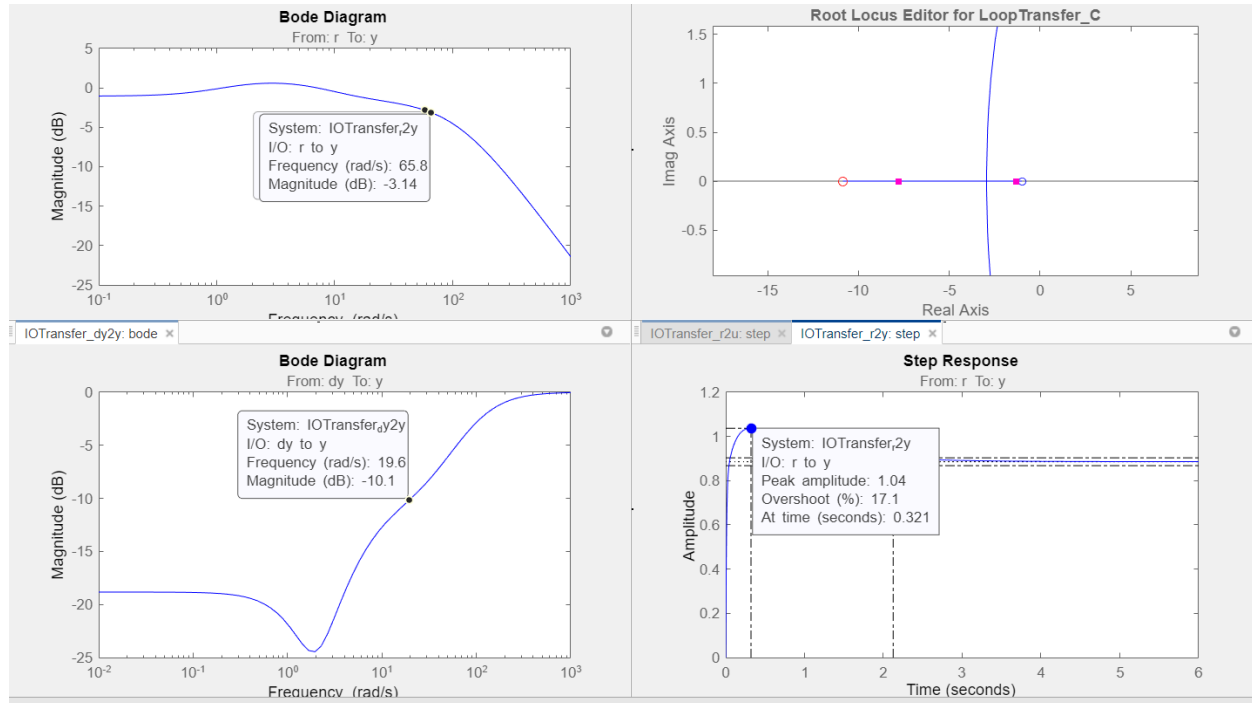 Bode Diagram
From: r To: y
Magnitude (dB)
5
0
-5
-10
-15
-20
-25
System: IOTransfer_r2y
I/O: r to y
Frequency (rad/s): 65.8
Magnitude (dB): -3.14
10^-1
10^0
10^1
10^2
10^3
Frequency (rad/s)
Root Locus Editor for LoopTransfer_C
Imag Axis
1.5
1
0.5
0
-0.5
-15
-10
-5
0
5
Real Axis
IOTransfer_dy2y: bode ×
Bode Diagram
From: dy To: y
Magnitude (dB)
0
-5
-10
-15
-20
-25
System: IOTransfer_dy2y
I/O: dy to y
Frequency (rad/s): 19.6
Magnitude (dB): -10.1
10^-2
10^-1
10^0
10^1
10^2
10^3
Frequency (rad/s)
IOTransfer_r2u: step ×
IOTransfer_r2y: step ×
Step Response
From: r To: y
Amplitude
1.2
1
0.8
0.6
0.4
0.2
0
System: IOTransfer_r2y
I/O: r to y
Peak amplitude: 1.04
Overshoot (%): 17.1
At time (seconds): 0.321
0
1
2
3
4
5
6
Time (seconds)